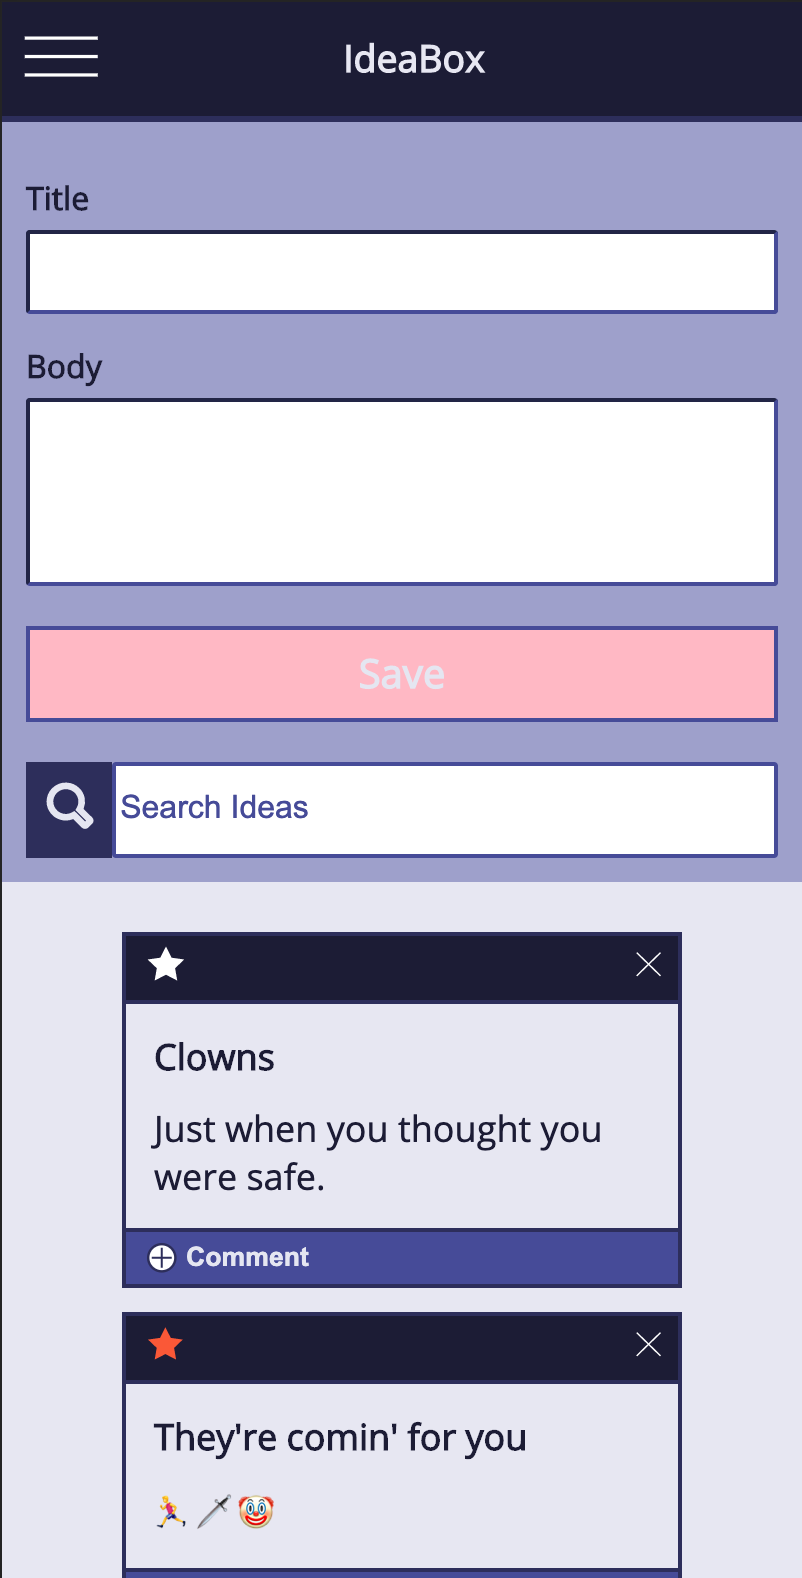 IdeaBox
Title
Body
Save
Search Ideas
Clowns
Just when you thought you
were safe.
Comment
They're comin' for you
🏃🗡🤡